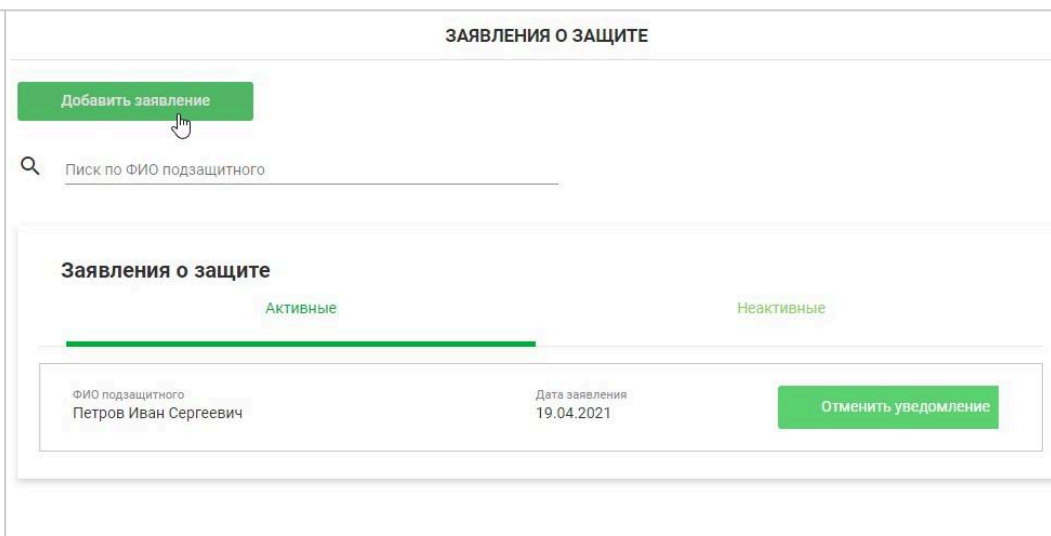 ЗАЯВЛЕНИЯ О ЗАЩИТЕ
Добавить заявление
Писк по ФИО подзащитного
Заявления о защите
Активные Неактивные
ФИО подзащитного Дата заявления
Петров Иван Сергеевич 19.04.2021 Отменить уведомление